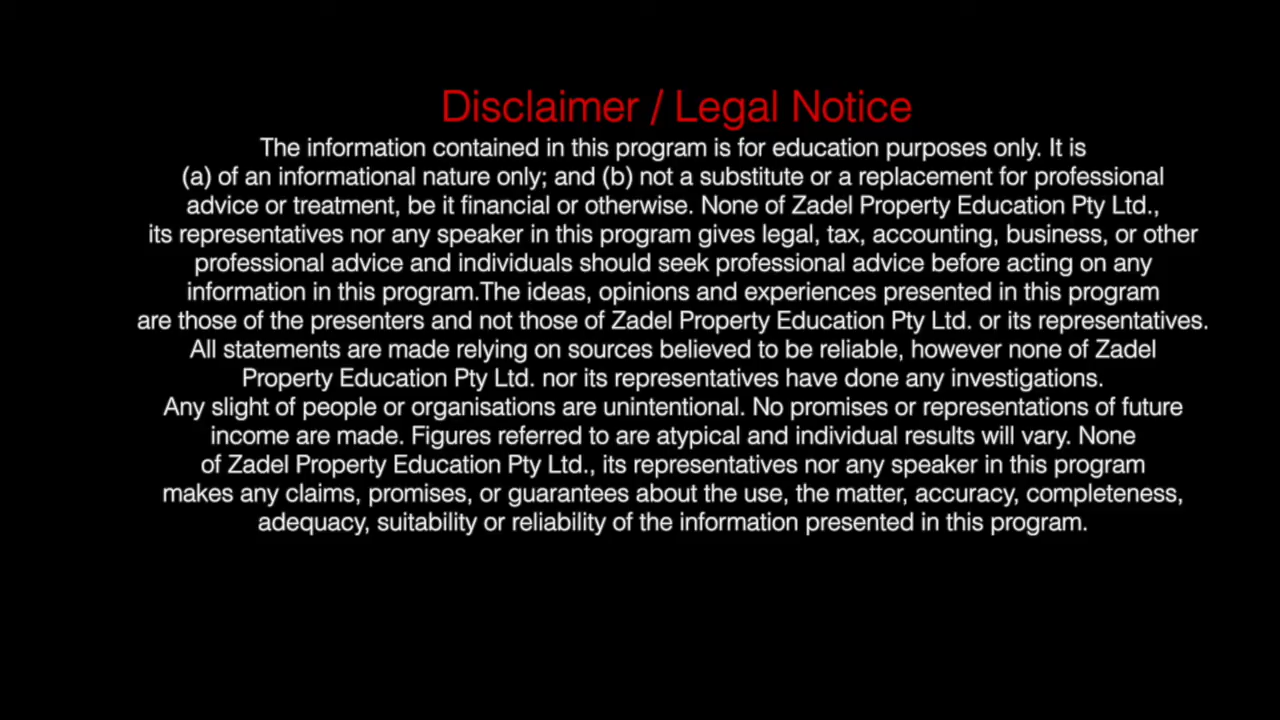 Disclaimer / Legal Notice
The information contained in this program is for education purposes only. It is
(a) of an informational nature only; and (b) not a substitute or a replacement for professional
advice or treatment, be it financial or otherwise. None of Zadel Property Education Pty Ltd.,
its representatives nor any speaker in this program gives legal, tax, accounting, business, or other
professional advice and individuals should seek professional advice before acting on any
information in this program.The ideas, opinions and experiences presented in this program
are those of the presenters and not those of Zadel Property Education Pty Ltd. or its representatives.
All statements are made relying on sources believed to be reliable, however none of Zadel
Property Education Pty Ltd. nor its representatives have done any investigations.
Any slight of people or organisations are unintentional. No promises or representations of future
income are made. Figures referred to are atypical and individual results will vary. None
of Zadel Property Education Pty Ltd., its representatives nor any speaker in this program
makes any claims, promises, or guarantees about the use, the matter, accuracy, completeness,
adequacy, suitability or reliability of the information presented in this program.